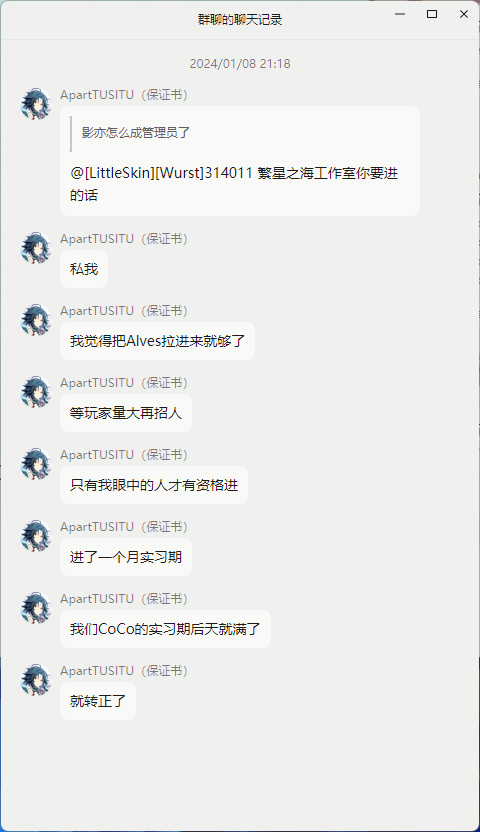 群聊的聊天记录
2024/01/08 21:18
ApartTUSITU（保证书）
影亦怎么成管理员了
@[LittleSkin][Wurst]314011 繁星之海工作室你要进
的话
ApartTUSITU（保证书）
私我
ApartTUSITU（保证书）
我觉得把Alves拉进来就够了
ApartTUSITU（保证书）
等玩家量大再招人
ApartTUSITU（保证书）
只有我眼中的人才有资格进
ApartTUSITU（保证书）
进了一个月实习期
ApartTUSITU（保证书）
我们CoCo的实习期后天就满了
ApartTUSITU（保证书）
就转正了